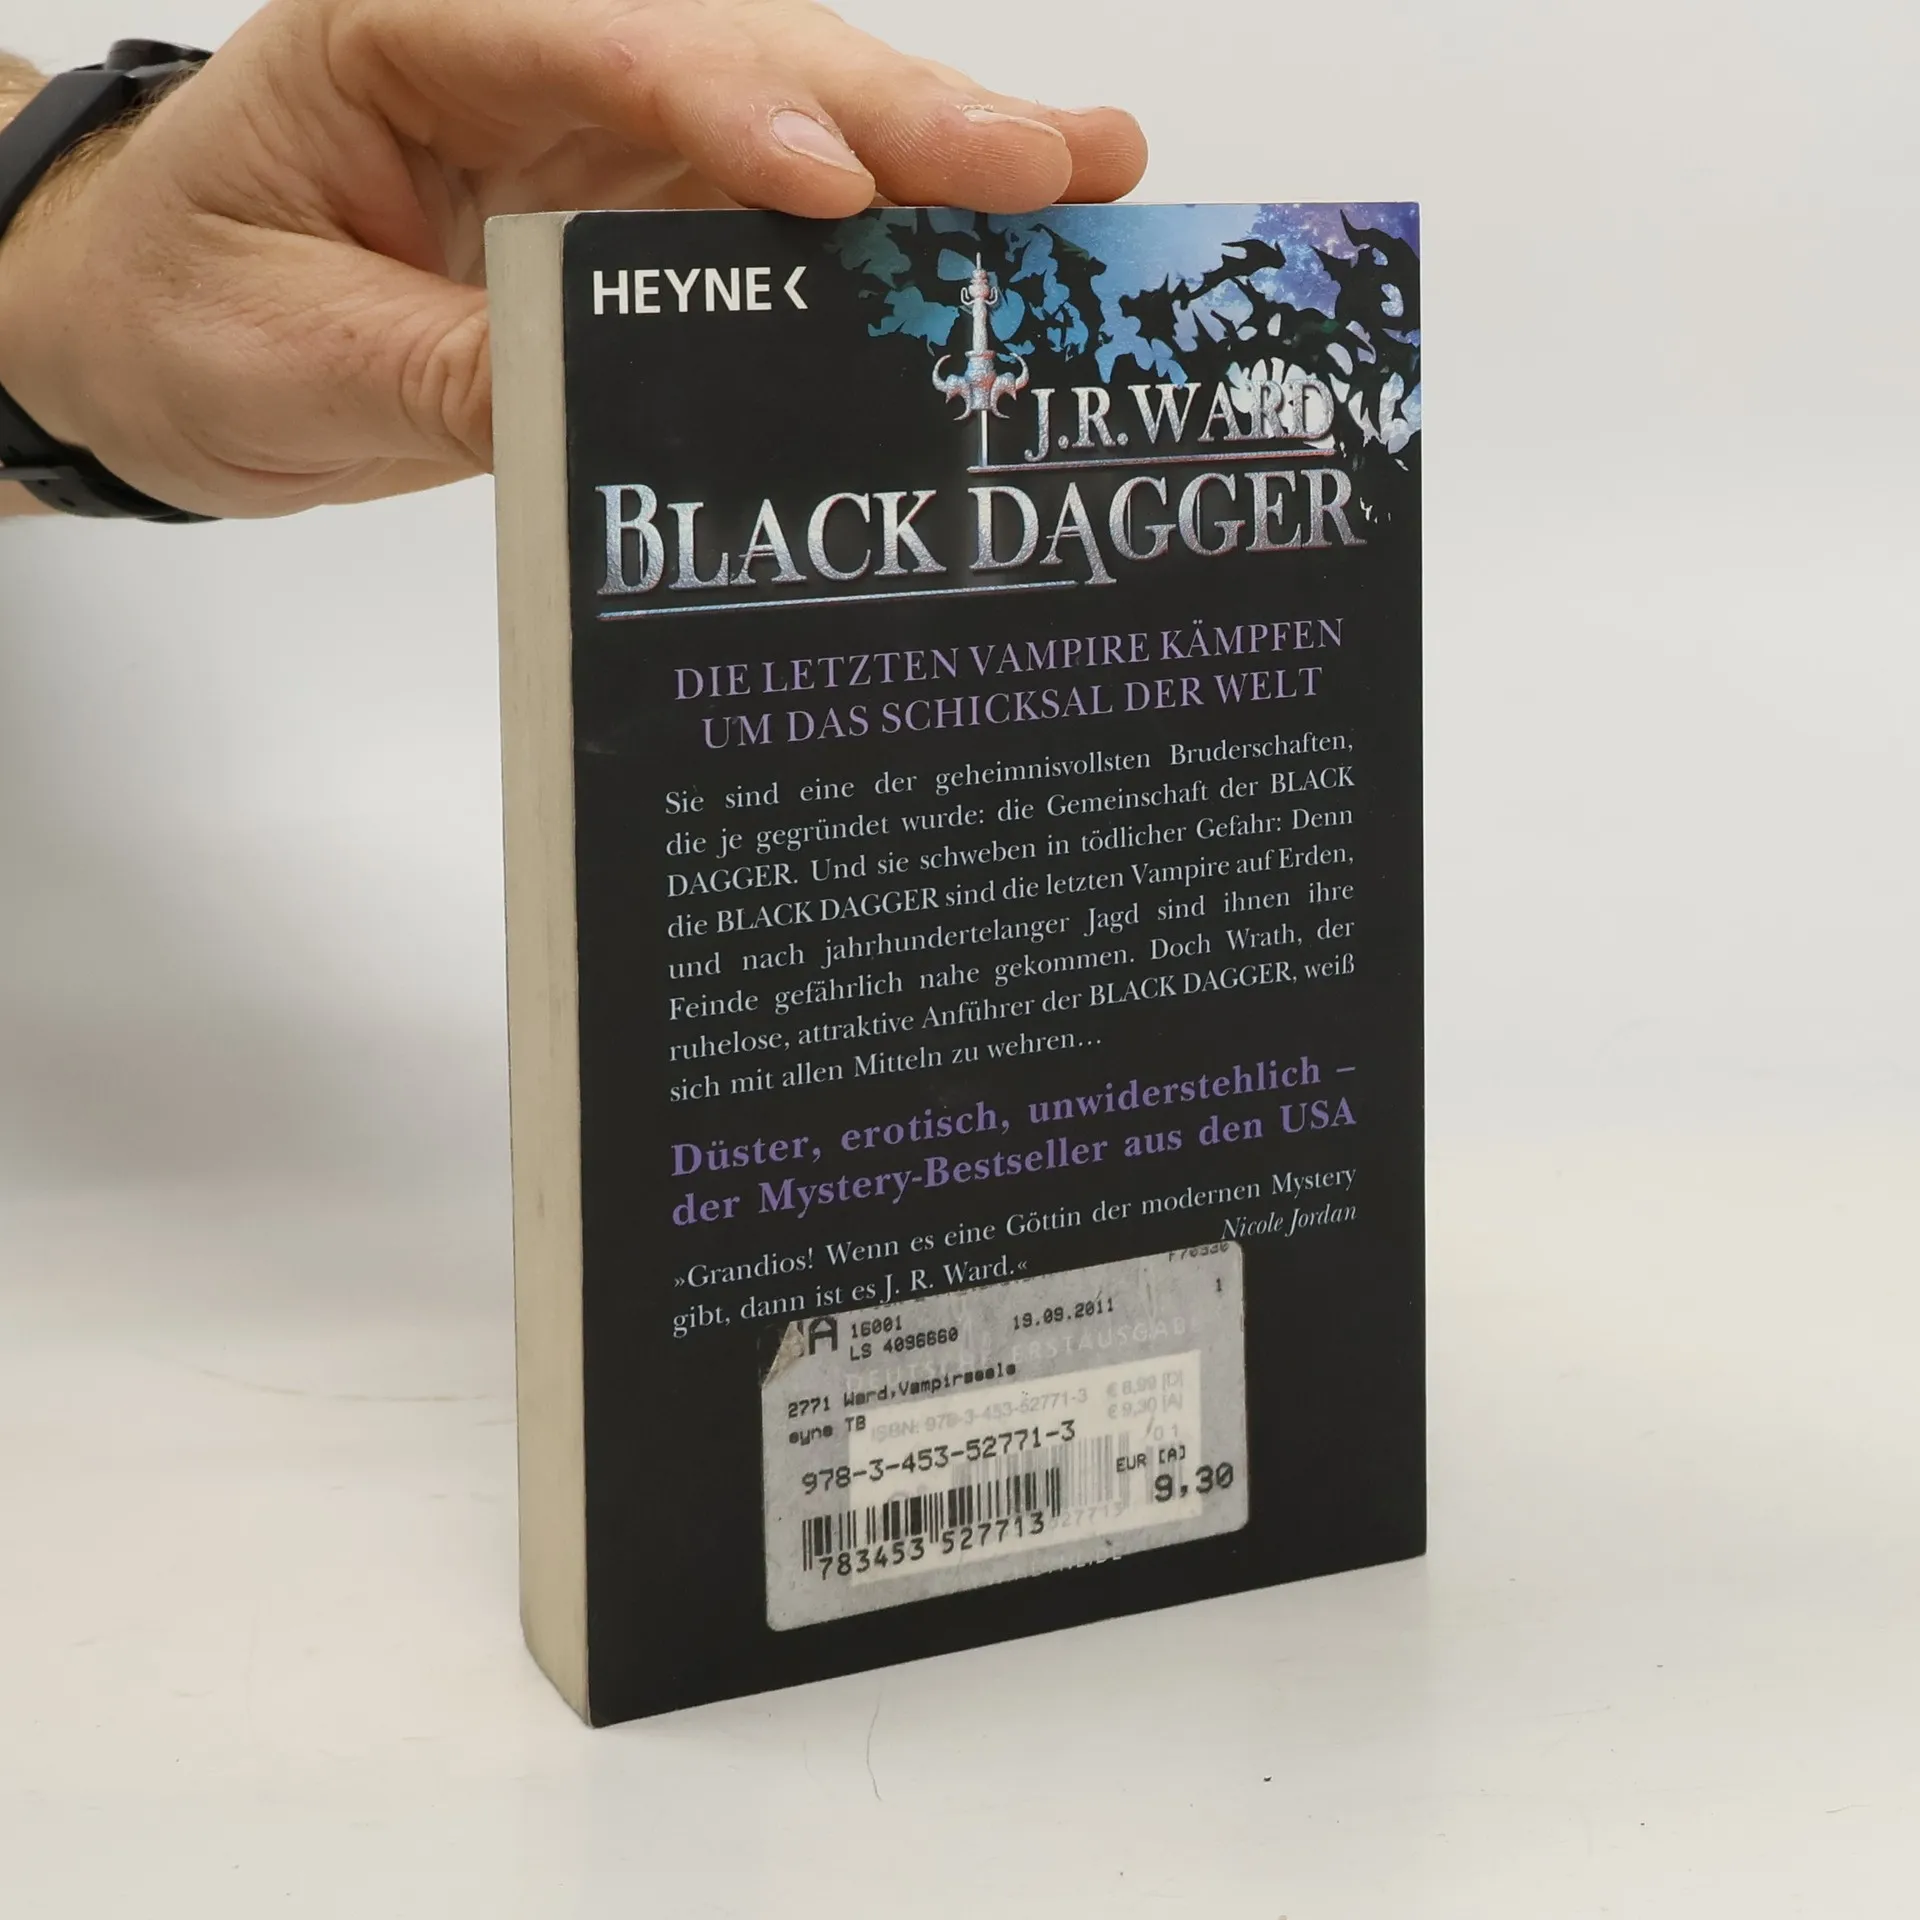 HEYNE<
J.R.WARD
BLACK DAGGER
DIE LETZTEN VAMPIRE KÄMPFEN
UM DAS SCHICKSAL DER WELT
Sie sind eine der geheimnisvollsten Bruderschaften,
die je gegründet wurde: die Gemeinschaft der BLACK
DAGGER. Und sie schweben in tödlicher Gefahr: Denn
die BLACK DAGGER sind die letzten Vampire auf Erden,
und nach jahrhundertelanger Jagd sind ihnen ihre
Feinde gefährlich nahe gekommen. Doch Wrath, der
ruhelose, attraktive Anführer der BLACK DAGGER, weiß
sich mit allen Mitteln zu wehren...
Düster, erotisch, unwiderstehlich –
der Mystery-Bestseller aus den USA
»Grandios! Wenn es eine Göttin der modernen Mystery
gibt, dann ist es J. R. Ward.«
Nicole Jordan
1
A 16001
LS 4096660 19.09.2011
DEUTSCHE ERSTAUSGABE
2771 Ward,Vampirseele
eyne TB
ISBN: 978-3-453-52771-3
€ 8,99 [D]
€ 9,30 [A]
978-3-453-52771-3
EUR [A]
9,30
783453 527713